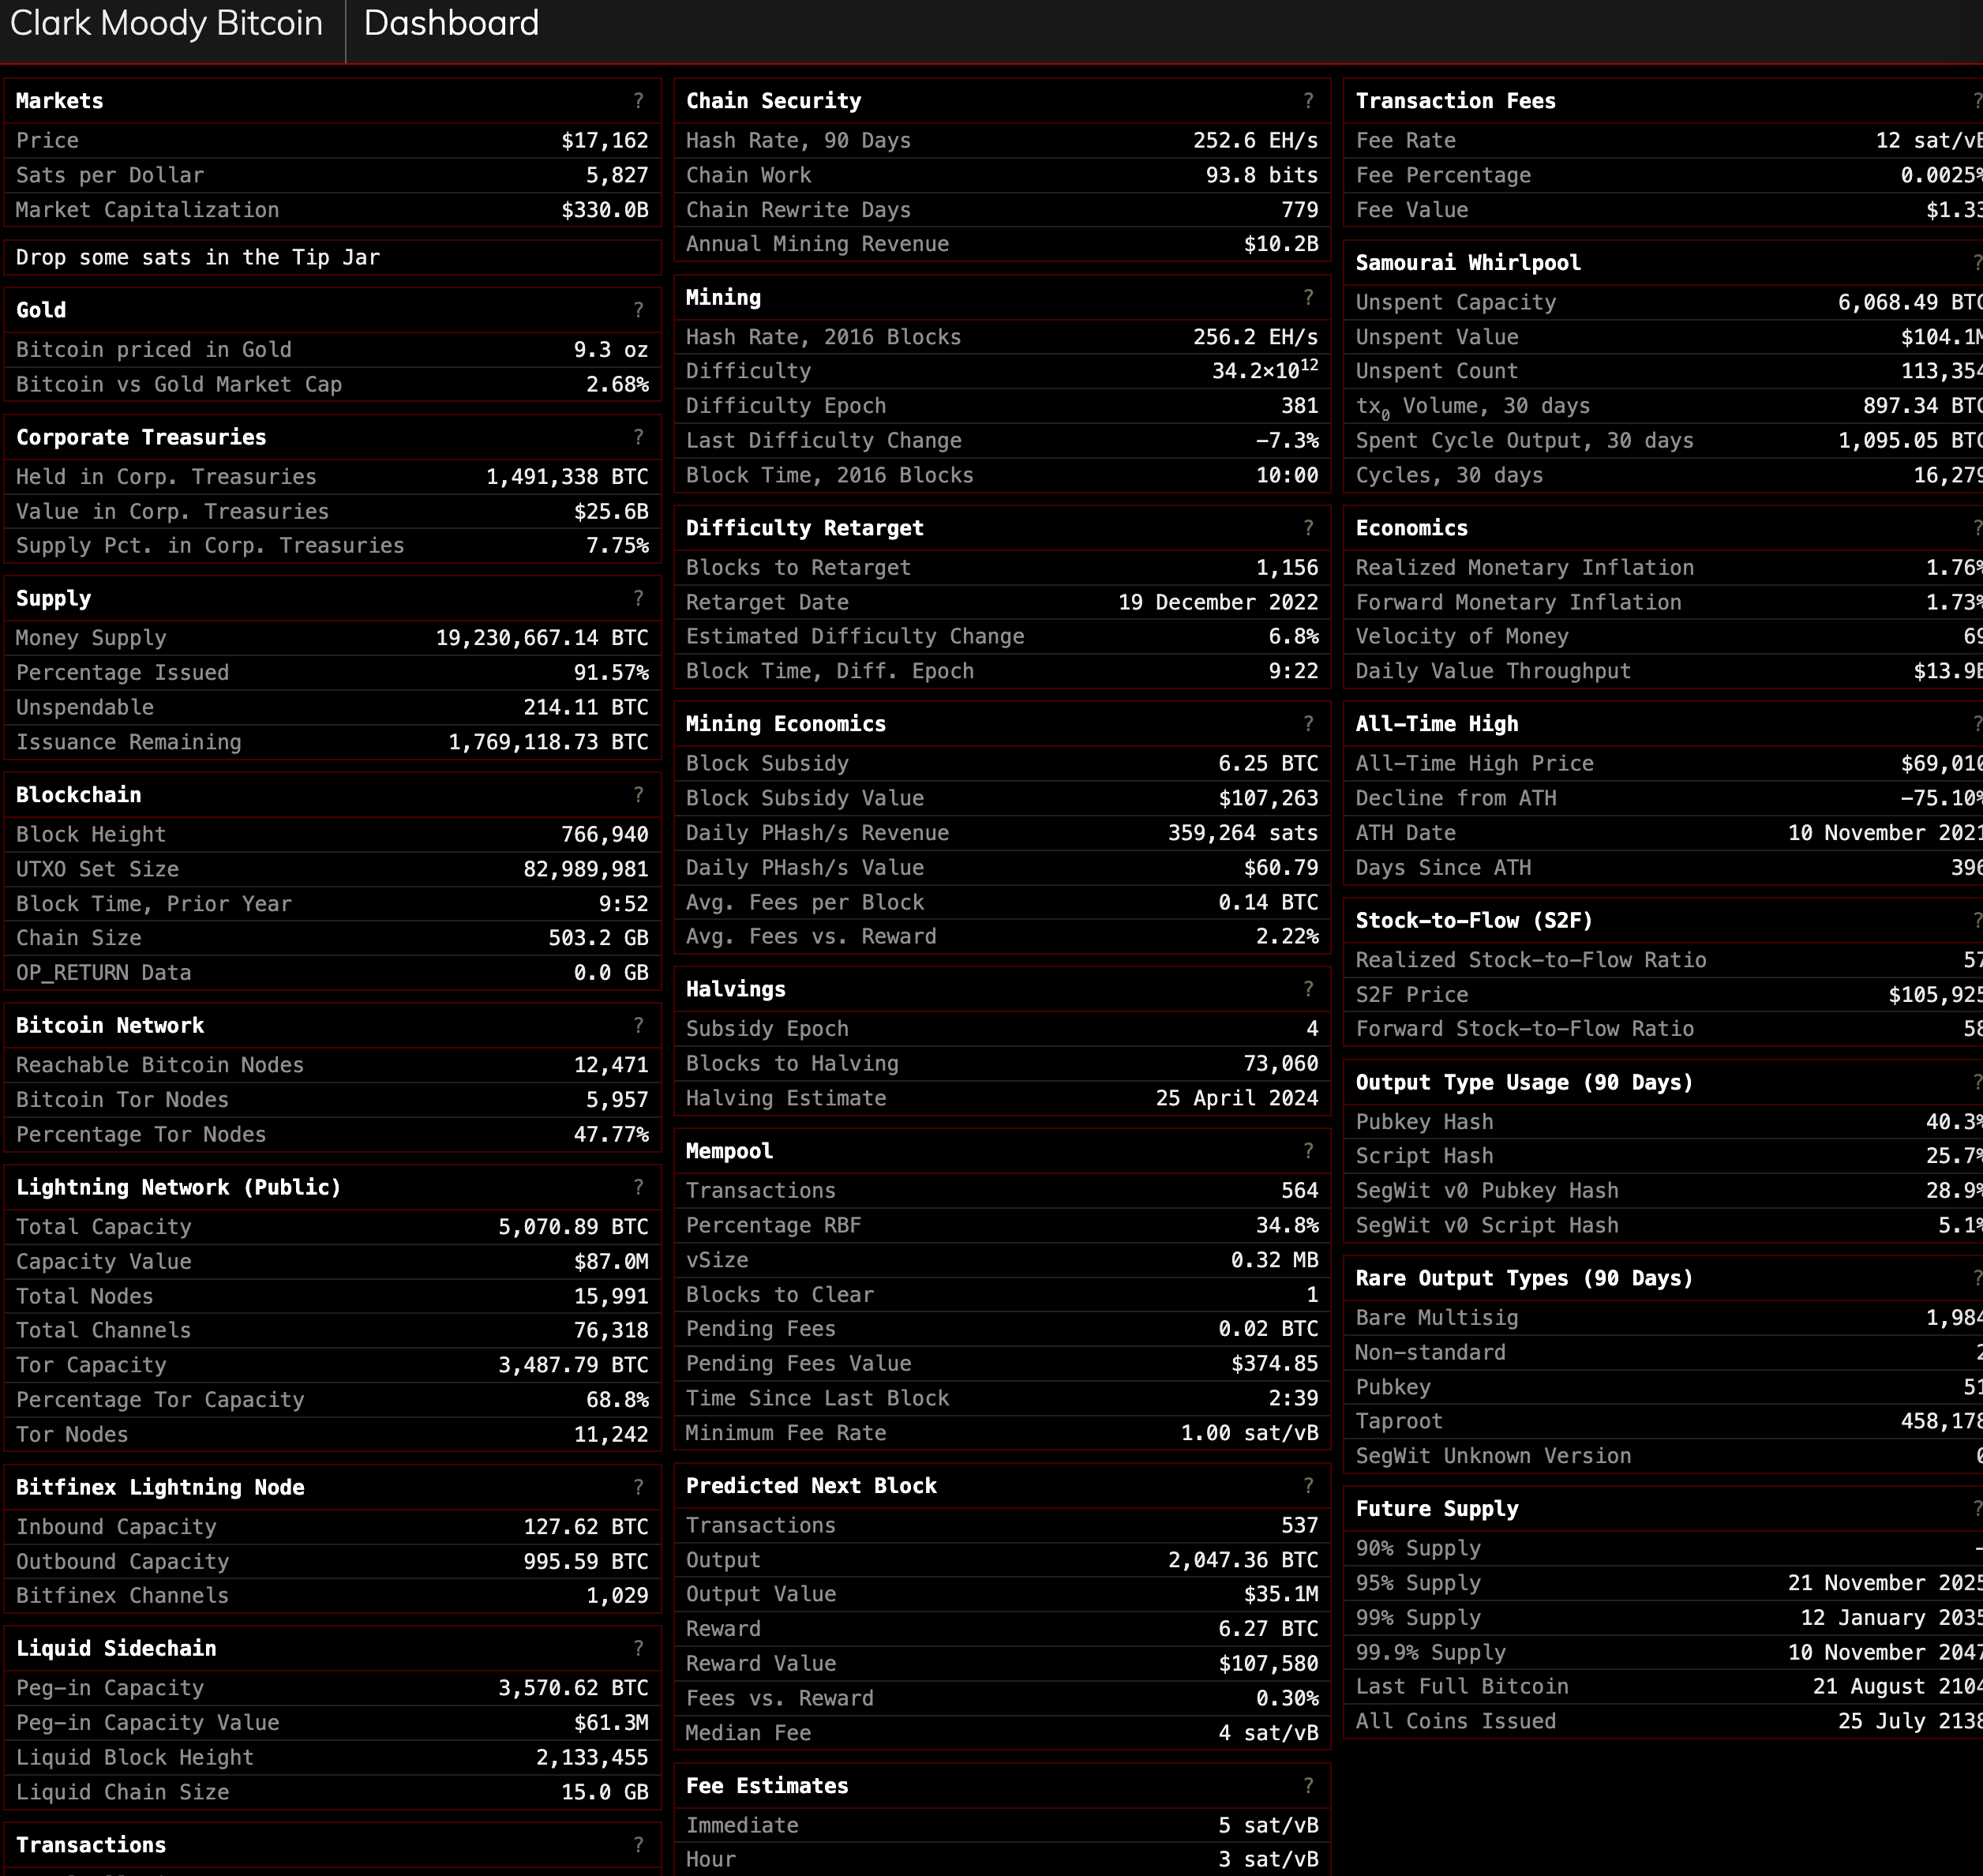 Clark Moody Bitcoin Dashboard
Markets ?
Price $17,162
Sats per Dollar 5,827
Market Capitalization $330.0B
Drop some sats in the Tip Jar
Gold ?
Bitcoin priced in Gold 9.3 oz
Bitcoin vs Gold Market Cap 2.68%
Corporate Treasuries ?
Held in Corp. Treasuries 1,491,338 BTC
Value in Corp. Treasuries $25.6B
Supply Pct. in Corp. Treasuries 7.75%
Supply ?
Money Supply 19,230,667.14 BTC
Percentage Issued 91.57%
Unspendable 214.11 BTC
Issuance Remaining 1,769,118.73 BTC
Blockchain ?
Block Height 766,940
UTXO Set Size 82,989,981
Block Time, Prior Year 9:52
Chain Size 503.2 GB
OP_RETURN Data 0.0 GB
Bitcoin Network ?
Reachable Bitcoin Nodes 12,471
Bitcoin Tor Nodes 5,957
Percentage Tor Nodes 47.77%
Lightning Network (Public) ?
Total Capacity 5,070.89 BTC
Capacity Value $87.0M
Total Nodes 15,991
Total Channels 76,318
Tor Capacity 3,487.79 BTC
Percentage Tor Capacity 68.8%
Tor Nodes 11,242
Bitfinex Lightning Node ?
Inbound Capacity 127.62 BTC
Outbound Capacity 995.59 BTC
Bitfinex Channels 1,029
Liquid Sidechain ?
Peg-in Capacity 3,570.62 BTC
Peg-in Capacity Value $61.3M
Liquid Block Height 2,133,455
Liquid Chain Size 15.0 GB
Transactions ?
Chain Security ?
Hash Rate, 90 Days 252.6 EH/s
Chain Work 93.8 bits
Chain Rewrite Days 779
Annual Mining Revenue $10.2B
Mining ?
Hash Rate, 2016 Blocks 256.2 EH/s
Difficulty 34.2×10¹²
Difficulty Epoch 381
Last Difficulty Change −7.3%
Block Time, 2016 Blocks 10:00
Difficulty Retarget ?
Blocks to Retarget 1,156
Retarget Date 19 December 2022
Estimated Difficulty Change 6.8%
Block Time, Diff. Epoch 9:22
Mining Economics ?
Block Subsidy 6.25 BTC
Block Subsidy Value $107,263
Daily PHash/s Revenue 359,264 sats
Daily PHash/s Value $60.79
Avg. Fees per Block 0.14 BTC
Avg. Fees vs. Reward 2.22%
Halvings ?
Subsidy Epoch 4
Blocks to Halving 73,060
Halving Estimate 25 April 2024
Mempool ?
Transactions 564
Percentage RBF 34.8%
vSize 0.32 MB
Blocks to Clear 1
Pending Fees 0.02 BTC
Pending Fees Value $374.85
Time Since Last Block 2:39
Minimum Fee Rate 1.00 sat/vB
Predicted Next Block ?
Transactions 537
Output 2,047.36 BTC
Output Value $35.1M
Reward 6.27 BTC
Reward Value $107,580
Fees vs. Reward 0.30%
Median Fee 4 sat/vB
Fee Estimates ?
Immediate 5 sat/vB
Hour 3 sat/vB
Transaction Fees ?
Fee Rate 12 sat/vB
Fee Percentage 0.0025%
Fee Value $1.33
Samourai Whirlpool ?
Unspent Capacity 6,068.49 BTC
Unspent Value $104.1M
Unspent Count 113,354
tx₀ Volume, 30 days 897.34 BTC
Spent Cycle Output, 30 days 1,095.05 BTC
Cycles, 30 days 16,279
Economics ?
Realized Monetary Inflation 1.76%
Forward Monetary Inflation 1.73%
Velocity of Money 69
Daily Value Throughput $13.9B
All-Time High ?
All-Time High Price $69,010
Decline from ATH −75.10%
ATH Date 10 November 2021
Days Since ATH 396
Stock-to-Flow (S2F) ?
Realized Stock-to-Flow Ratio 57
S2F Price $105,925
Forward Stock-to-Flow Ratio 58
Output Type Usage (90 Days) ?
Pubkey Hash 40.3%
Script Hash 25.7%
SegWit v0 Pubkey Hash 28.9%
SegWit v0 Script Hash 5.1%
Rare Output Types (90 Days) ?
Bare Multisig 1,984
Non-standard 2
Pubkey 51
Taproot 458,178
SegWit Unknown Version 0
Future Supply ?
90% Supply –
95% Supply 21 November 2025
99% Supply 12 January 2035
99.9% Supply 10 November 2047
Last Full Bitcoin 21 August 2104
All Coins Issued 25 July 2138